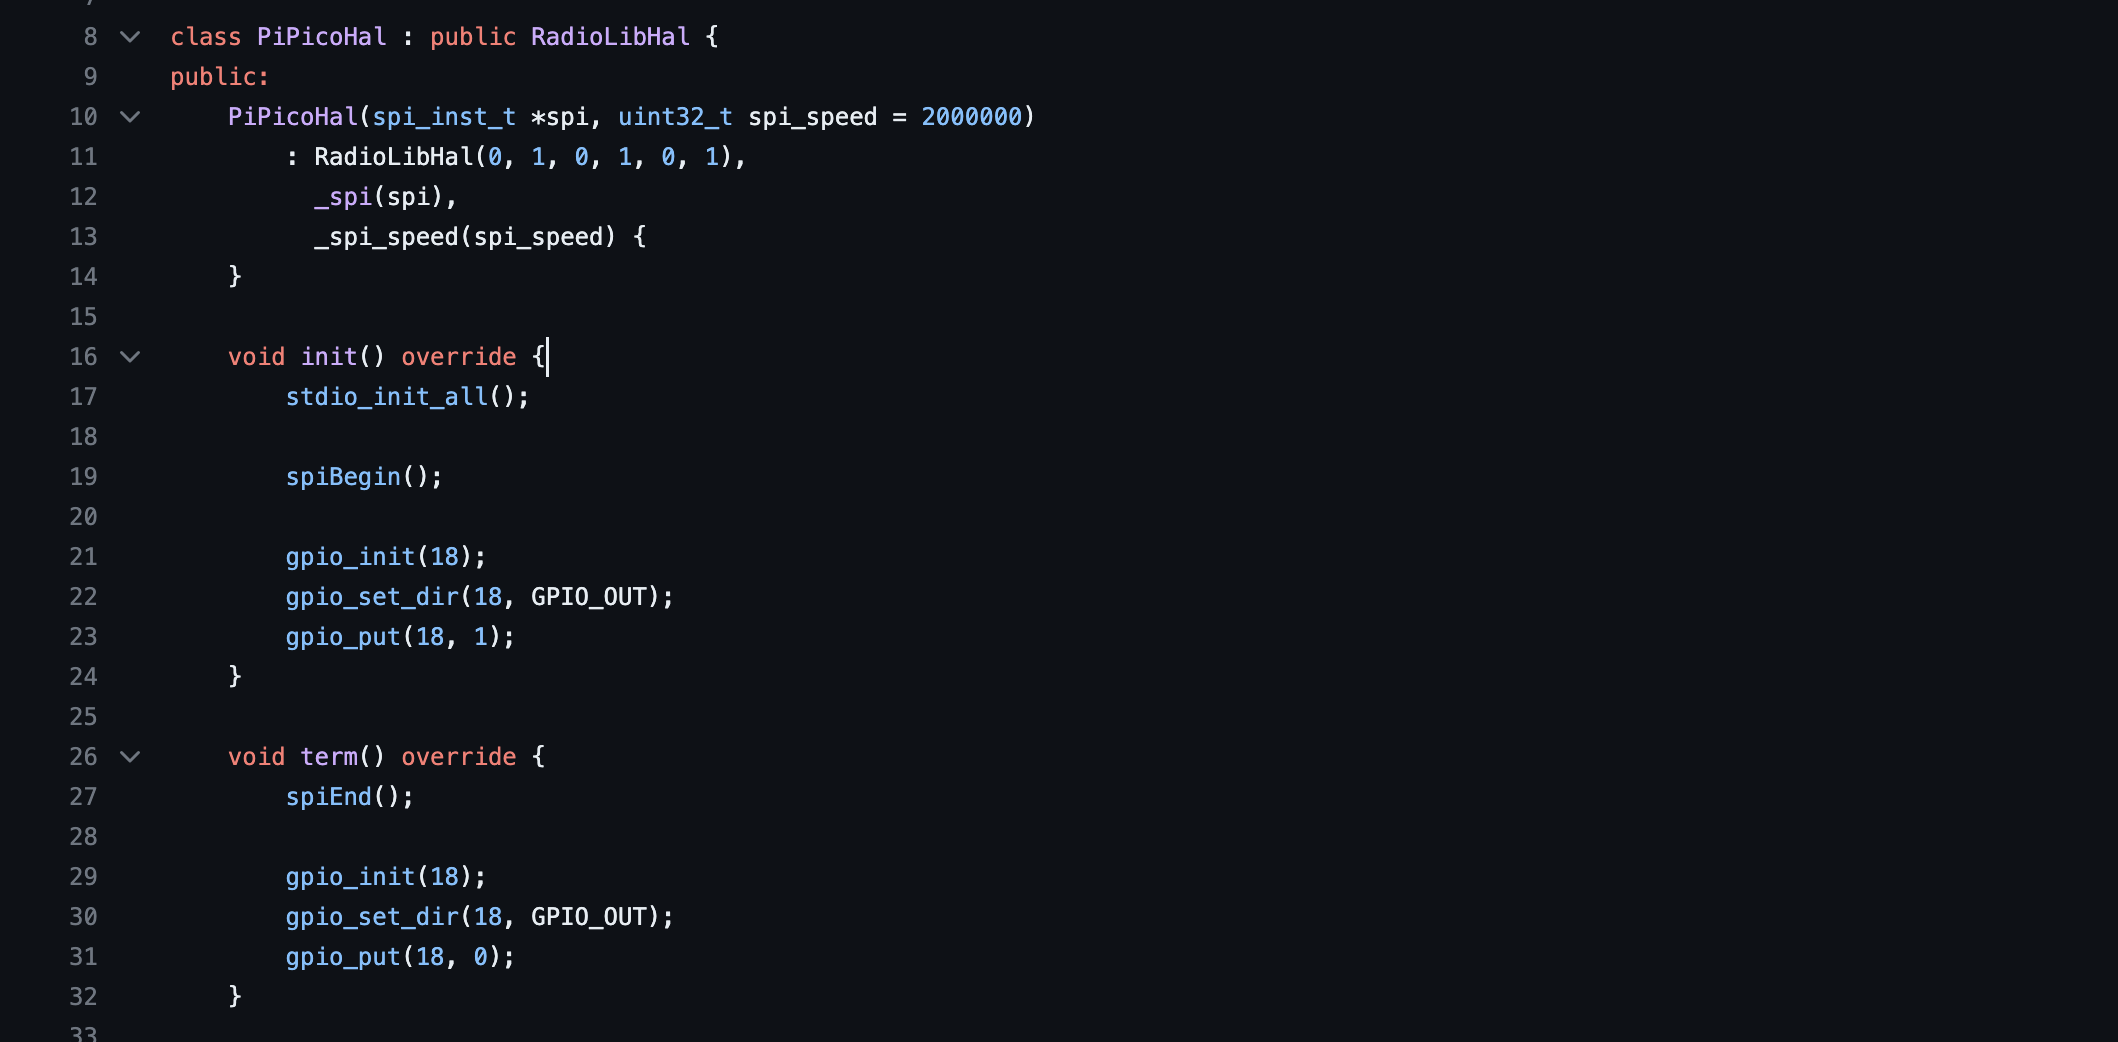 8 class PiPicoHal : public RadioLibHal {
9 public:
10 PiPicoHal(spi_inst_t *spi, uint32_t spi_speed = 2000000)
11 : RadioLibHal(0, 1, 0, 1, 0, 1),
12 _spi(spi),
13 _spi_speed(spi_speed) {
14 }
15
16 void init() override {
17 stdio_init_all();
18
19 spiBegin();
20
21 gpio_init(18);
22 gpio_set_dir(18, GPIO_OUT);
23 gpio_put(18, 1);
24 }
25
26 void term() override {
27 spiEnd();
28
29 gpio_init(18);
30 gpio_set_dir(18, GPIO_OUT);
31 gpio_put(18, 0);
32 }
33